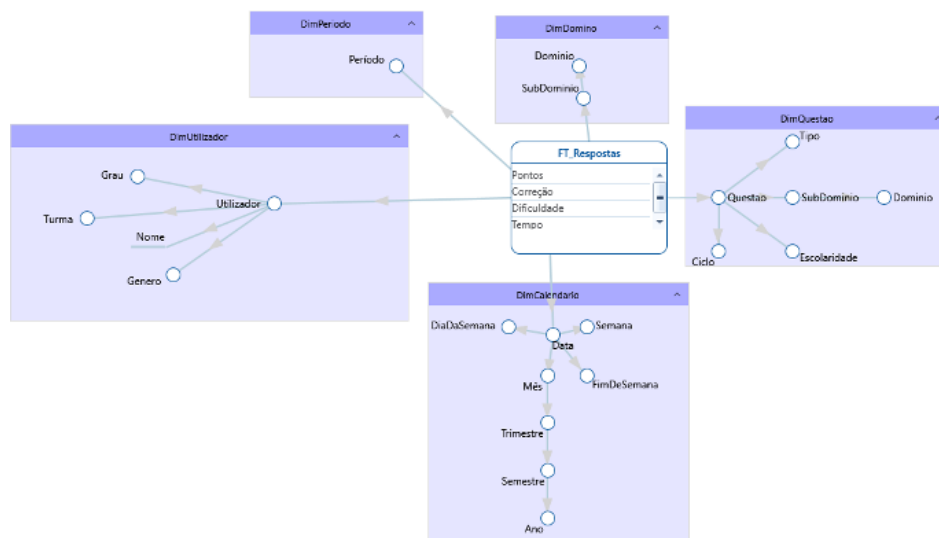 DimPeriodo
Período
DimDomino
Dominio
SubDominio
DimUtilizador
Grau
Turma
Utilizador
Nome
Genero
FT_Respostas
Pontos
Correção
Dificuldade
Tempo
DimQuestao
Tipo
Questao
SubDominio
Dominio
Ciclo
Escolaridade
DimCalendario
DiaDaSemana
Semana
Data
Mês
FimDeSemana
Trimestre
Semestre
Ano